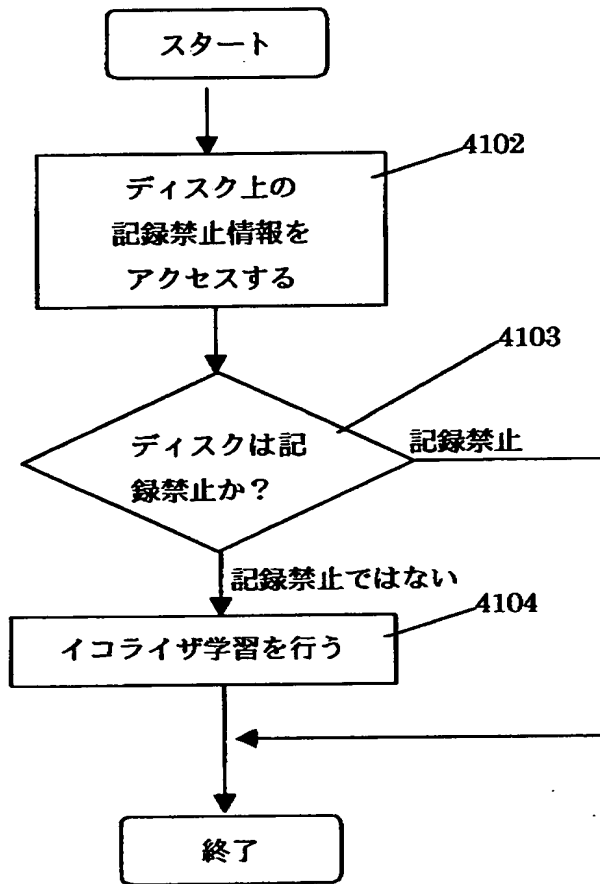 スタート
4102
ディスク上の
記録禁止情報を
アクセスする
4103
ディスクは記
録禁止か？
記録禁止
記録禁止ではない
4104
イコライザ学習を行う
終了